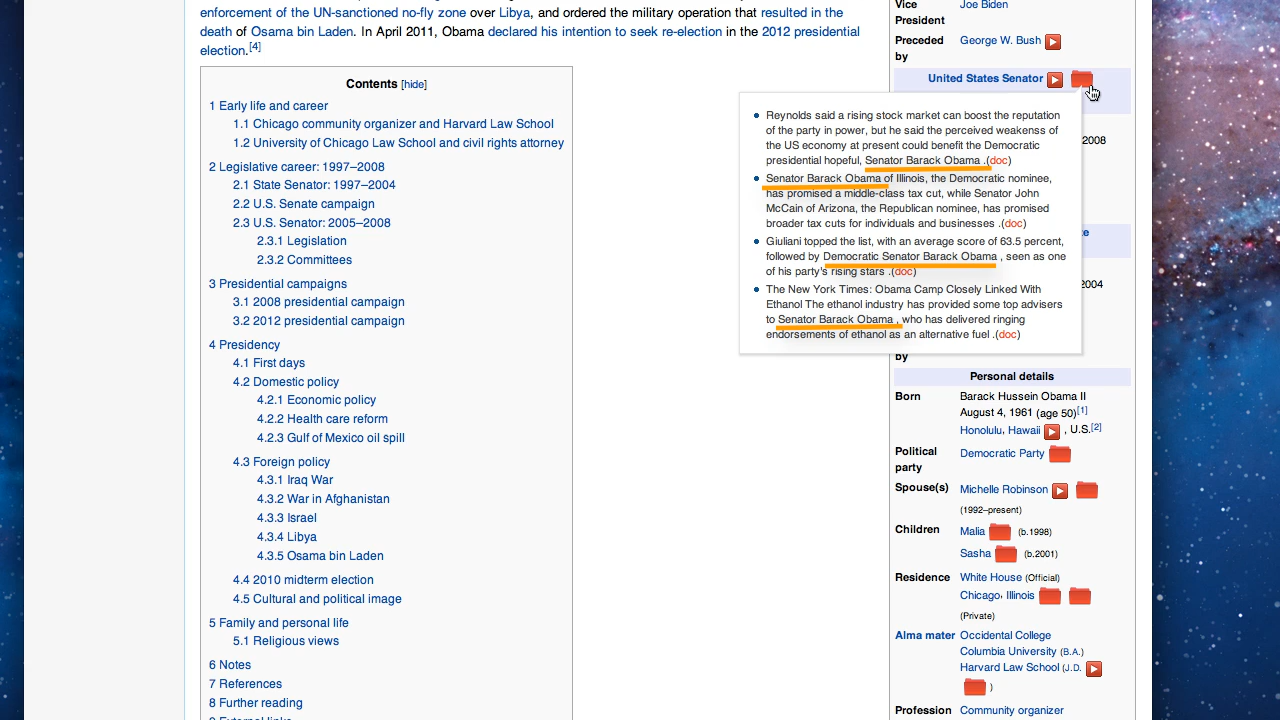 enforcement of the UN-sanctioned no-fly zone over Libya, and ordered the military operation that resulted in the
death of Osama bin Laden. In April 2011, Obama declared his intention to seek re-election in the 2012 presidential
election.[4]
Contents [hide]
1 Early life and career
1.1 Chicago community organizer and Harvard Law School
1.2 University of Chicago Law School and civil rights attorney
2 Legislative career: 1997–2008
2.1 State Senator: 1997–2004
2.2 U.S. Senate campaign
2.3 U.S. Senator: 2005–2008
2.3.1 Legislation
2.3.2 Committees
3 Presidential campaigns
3.1 2008 presidential campaign
3.2 2012 presidential campaign
4 Presidency
4.1 First days
4.2 Domestic policy
4.2.1 Economic policy
4.2.2 Health care reform
4.2.3 Gulf of Mexico oil spill
4.3 Foreign policy
4.3.1 Iraq War
4.3.2 War in Afghanistan
4.3.3 Israel
4.3.4 Libya
4.3.5 Osama bin Laden
4.4 2010 midterm election
4.5 Cultural and political image
5 Family and personal life
5.1 Religious views
6 Notes
7 References
8 Further reading
Vice Joe Biden
President
Preceded George W. Bush
by
United States Senator
Reynolds said a rising stock market can boost the reputation
of the party in power, but he said the perceived weakenss of
the US economy at present could benefit the Democratic
presidential hopeful, Senator Barack Obama .(doc)
Senator Barack Obama of Illinois, the Democratic nominee,
has promised a middle-class tax cut, while Senator John
McCain of Arizona, the Republican nominee, has promised
broader tax cuts for individuals and businesses .(doc)
Giuliani topped the list, with an average score of 63.5 percent,
followed by Democratic Senator Barack Obama , seen as one
of his party's rising stars .(doc)
The New York Times: Obama Camp Closely Linked With
Ethanol The ethanol industry has provided some top advisers
to Senator Barack Obama , who has delivered ringing
endorsements of ethanol as an alternative fuel .(doc)
2008
te
2004
by
Personal details
Born Barack Hussein Obama II
August 4, 1961 (age 50)[1]
Honolulu, Hawaii , U.S.[2]
Political Democratic Party
party
Spouse(s) Michelle Robinson
(1992–present)
Children Malia (b.1998)
Sasha (b.2001)
Residence White House (Official)
Chicago, Illinois
(Private)
Alma mater Occidental College
Columbia University (B.A.)
Harvard Law School (J.D.
)
Profession Community organizer